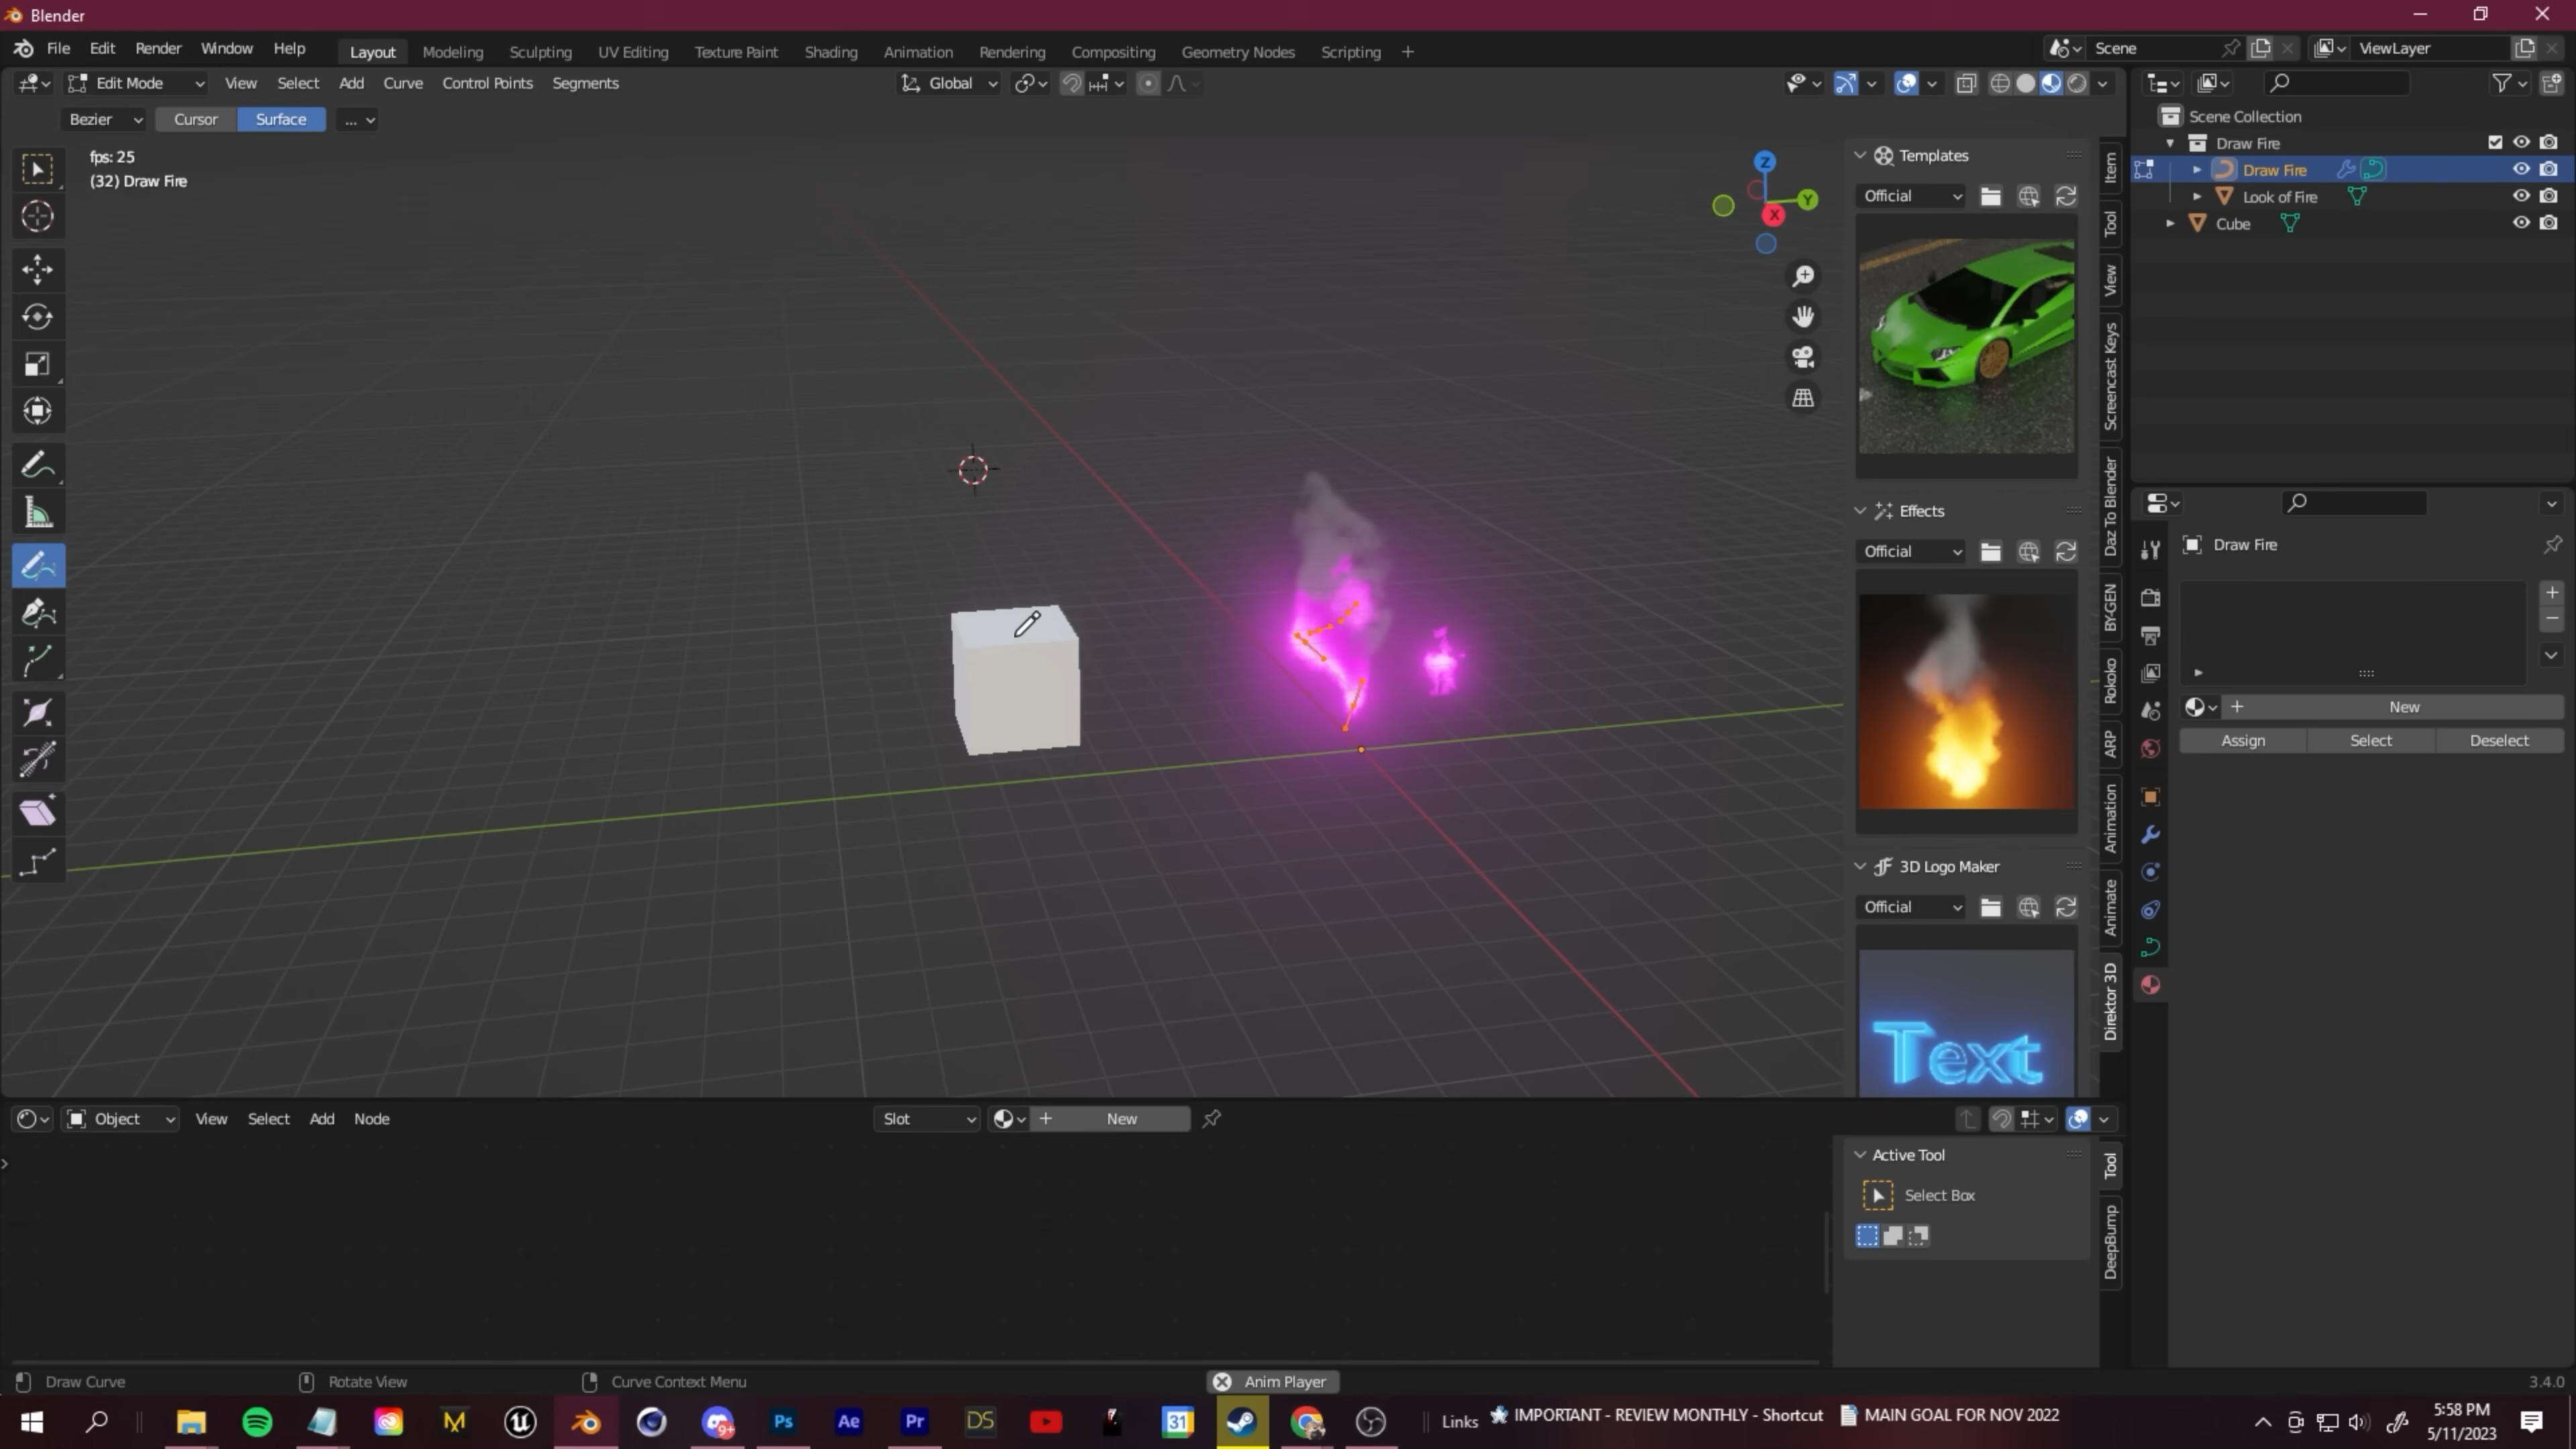 Blender
File Edit Render Window Help Layout Modeling Sculpting UV Editing Texture Paint Shading Animation Rendering Compositing Geometry Nodes Scripting + Scene ViewLayer
Edit Mode View Select Add Curve Control Points Segments Global
Bezier Cursor Surface ...
fps: 25
(32) Draw Fire
Z
Y
X
Templates
Official
Effects
Official
3D Logo Maker
Official
Text
Item
Tool
View
Screencast Keys
Daz To Blender
BY-GEN
Rokoko
ARP
Animation
Animate
Direktor 3D
Scene Collection
Draw Fire
Draw Fire
Look of Fire
Cube
Draw Fire
New
Assign Select Deselect
Object View Select Add Node Slot New
Active Tool
Select Box
Tool
DeepBump
Draw Curve Rotate View Curve Context Menu Anim Player 3.4.0
9+ Ps Ae Pr DS 31 Links IMPORTANT - REVIEW MONTHLY - Shortcut MAIN GOAL FOR NOV 2022
5:58 PM
5/11/2023